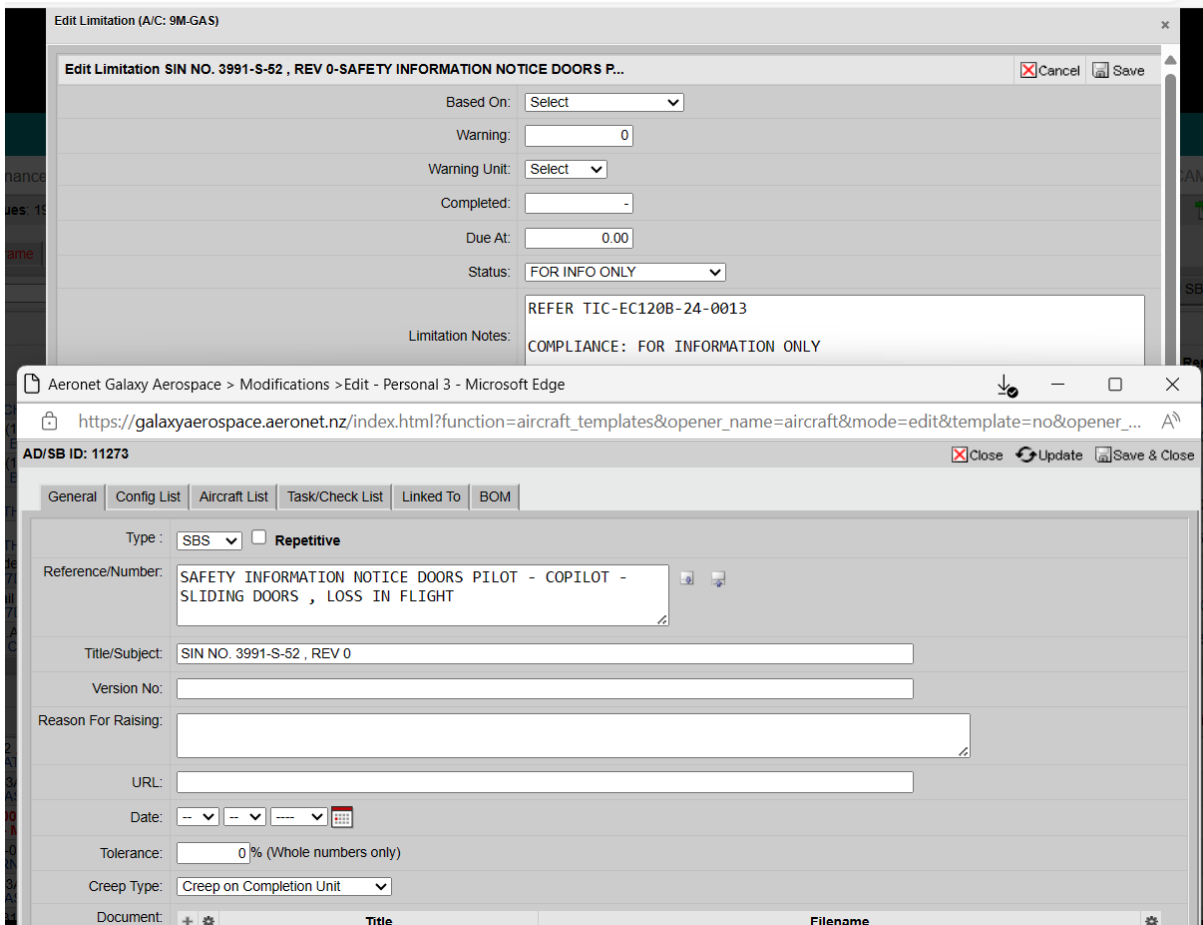 Edit Limitation (A/C: 9M-GAS)
×
Edit Limitation SIN NO. 3991-S-52 , REV 0-SAFETY INFORMATION NOTICE DOORS P...
Cancel Save
Based On: Select
Warning: 0
Warning Unit: Select
Completed: -
Due At: 0.00
Status: FOR INFO ONLY
Limitation Notes:
REFER TIC-EC120B-24-0013
COMPLIANCE: FOR INFORMATION ONLY
Aeronet Galaxy Aerospace > Modifications >Edit - Personal 3 - Microsoft Edge
https://galaxyaerospace.aeronet.nz/index.html?function=aircraft_templates&opener_name=aircraft&mode=edit&template=no&opener_...
AD/SB ID: 11273
Close Update Save & Close
General Config List Aircraft List Task/Check List Linked To BOM
Type : SBS Repetitive
Reference/Number: SAFETY INFORMATION NOTICE DOORS PILOT - COPILOT -
SLIDING DOORS , LOSS IN FLIGHT
Title/Subject: SIN NO. 3991-S-52 , REV 0
Version No:
Reason For Raising:
URL:
Date: -- -- ----
Tolerance: 0 % (Whole numbers only)
Creep Type: Creep on Completion Unit
Document: + Title Filename